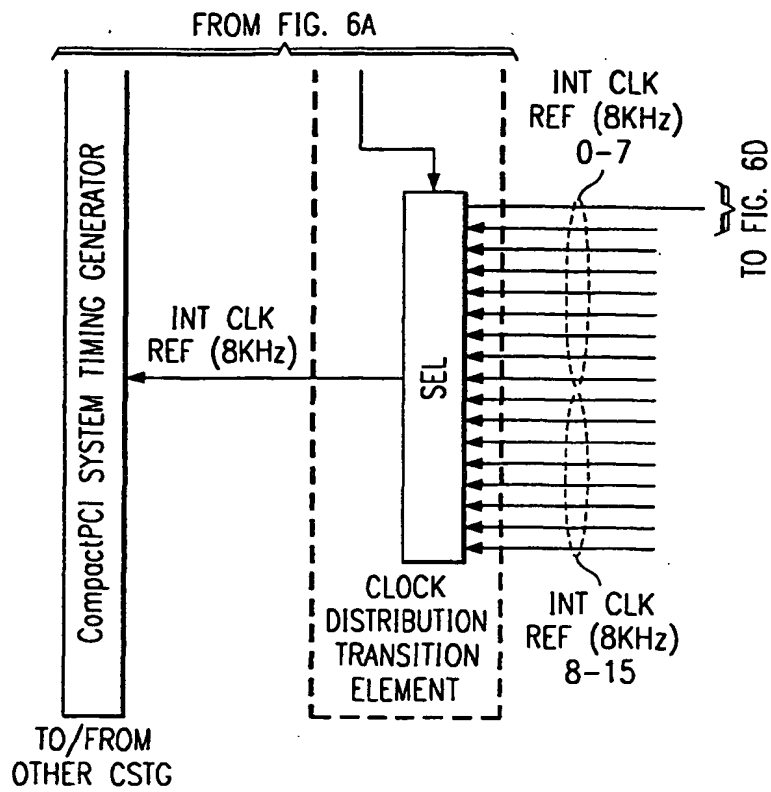 FROM FIG. 6A
INT CLK
REF (8KHz)
0-7
TO FIG. 6D
CompactPCI SYSTEM TIMING GENERATOR
INT CLK
REF (8KHz)
SEL
CLOCK
DISTRIBUTION
TRANSITION
ELEMENT
INT CLK
REF (8KHz)
8-15
TO/FROM
OTHER CSTG